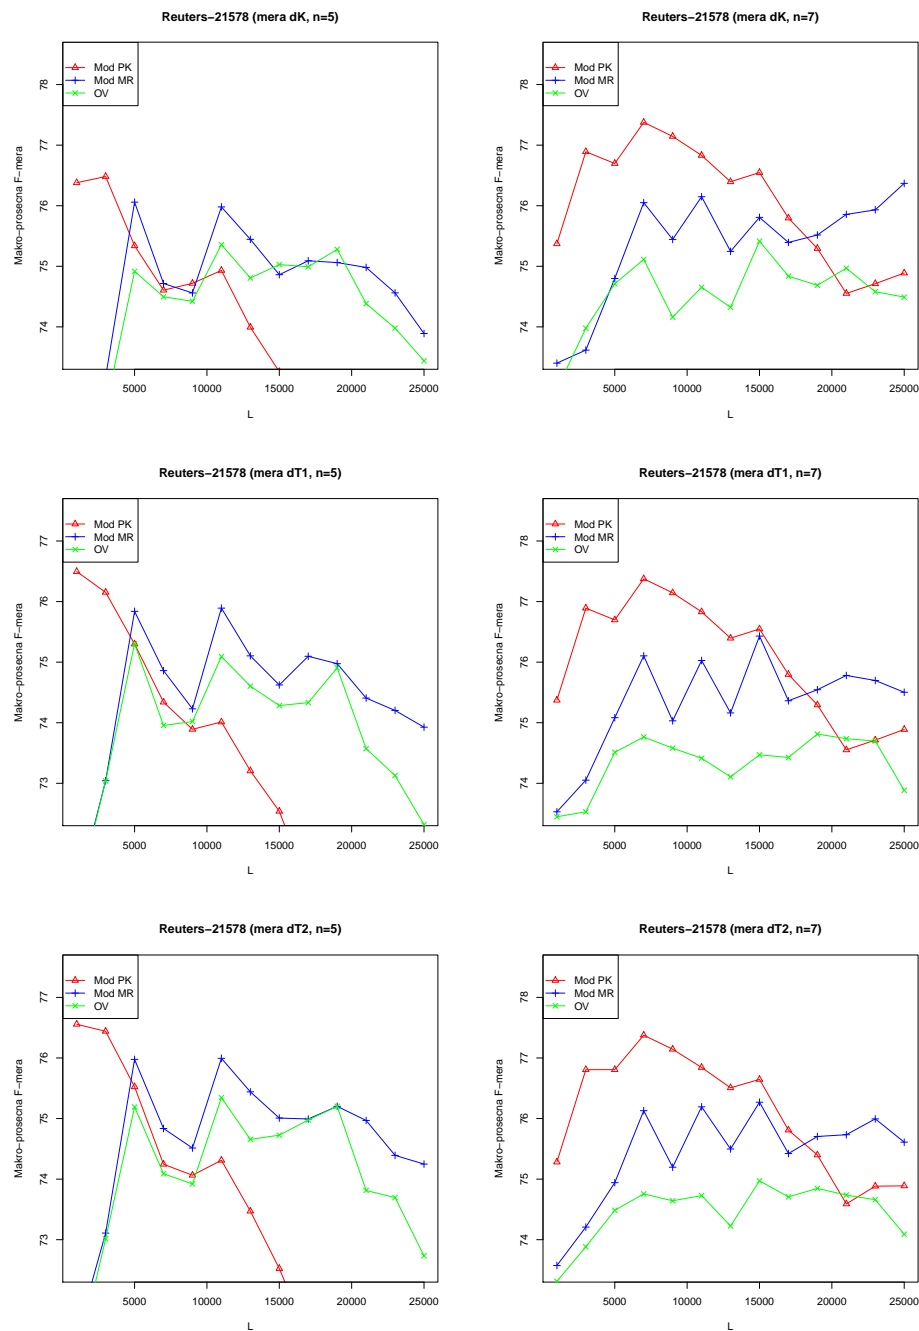 Reuters−21578 (mera dK, n=5)
Mod PK
Mod MR
OV
Makro−prosecna F−mera
78
77
76
75
74
5000 10000 15000 20000 25000
L
Reuters−21578 (mera dK, n=7)
Mod PK
Mod MR
OV
Makro−prosecna F−mera
78
77
76
75
74
5000 10000 15000 20000 25000
L
Reuters−21578 (mera dT1, n=5)
Mod PK
Mod MR
OV
Makro−prosecna F−mera
77
76
75
74
73
5000 10000 15000 20000 25000
L
Reuters−21578 (mera dT1, n=7)
Mod PK
Mod MR
OV
Makro−prosecna F−mera
78
77
76
75
74
5000 10000 15000 20000 25000
L
Reuters−21578 (mera dT2, n=5)
Mod PK
Mod MR
OV
Makro−prosecna F−mera
77
76
75
74
73
5000 10000 15000 20000 25000
L
Reuters−21578 (mera dT2, n=7)
Mod PK
Mod MR
OV
Makro−prosecna F−mera
78
77
76
75
74
5000 10000 15000 20000 25000
L